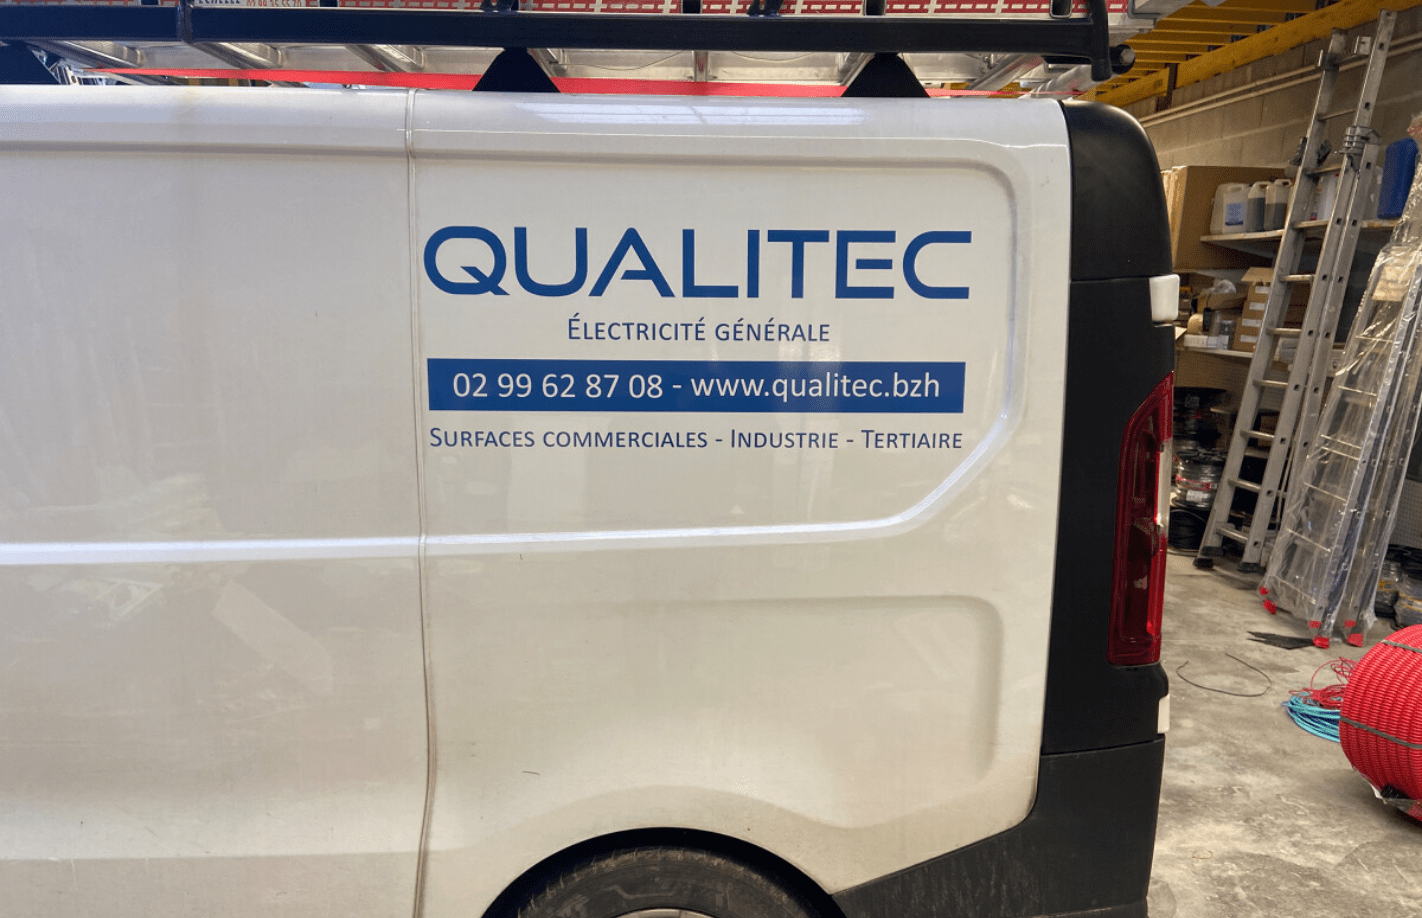 QUALITEC
ÉLECTRICITÉ GÉNÉRALE
02 99 62 87 08 - www.qualitec.bzh
SURFACES COMMERCIALES - INDUSTRIE - TERTIAIRE